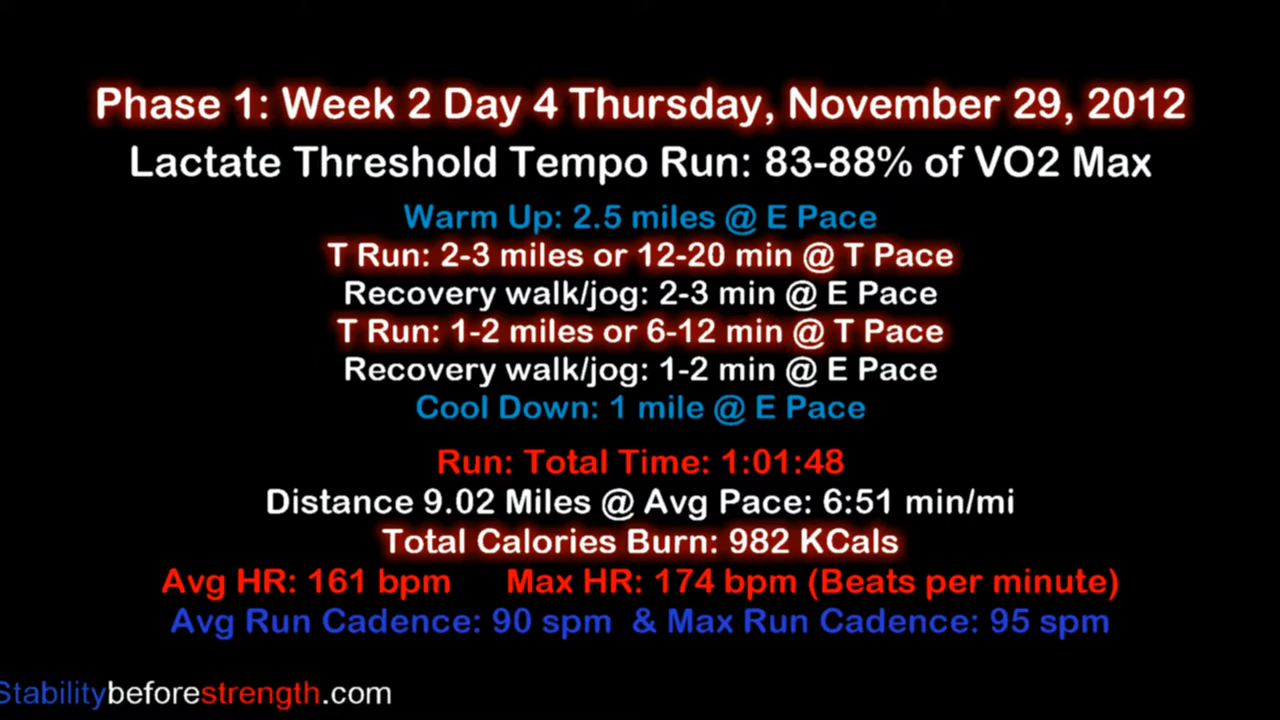 Phase 1: Week 2 Day 4 Thursday, November 29, 2012
Lactate Threshold Tempo Run: 83-88% of VO2 Max
Warm Up: 2.5 miles @ E Pace
T Run: 2-3 miles or 12-20 min @ T Pace
Recovery walk/jog: 2-3 min @ E Pace
T Run: 1-2 miles or 6-12 min @ T Pace
Recovery walk/jog: 1-2 min @ E Pace
Cool Down: 1 mile @ E Pace
Run: Total Time: 1:01:48
Distance 9.02 Miles @ Avg Pace: 6:51 min/mi
Total Calories Burn: 982 KCals
Avg HR: 161 bpm Max HR: 174 bpm (Beats per minute)
Avg Run Cadence: 90 spm & Max Run Cadence: 95 spm
Stabilitybeforestrength.com